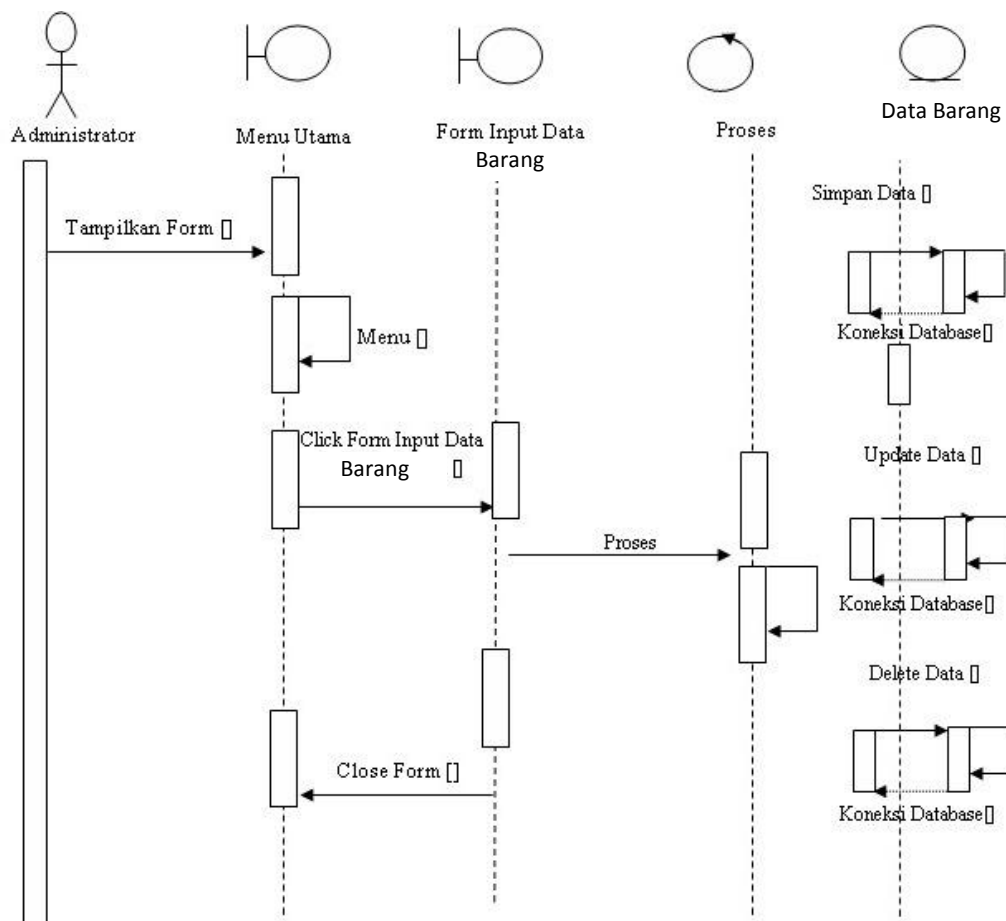 Administrator
Menu Utama
Form Input Data
Barang
Proses
Data Barang
Simpan Data []
Tampilkan Form []
Koneksi Database[]
Menu []
Click Form Input Data
Barang []
Update Data []
Proses
Koneksi Database[]
Delete Data []
Close Form []
Koneksi Database[]